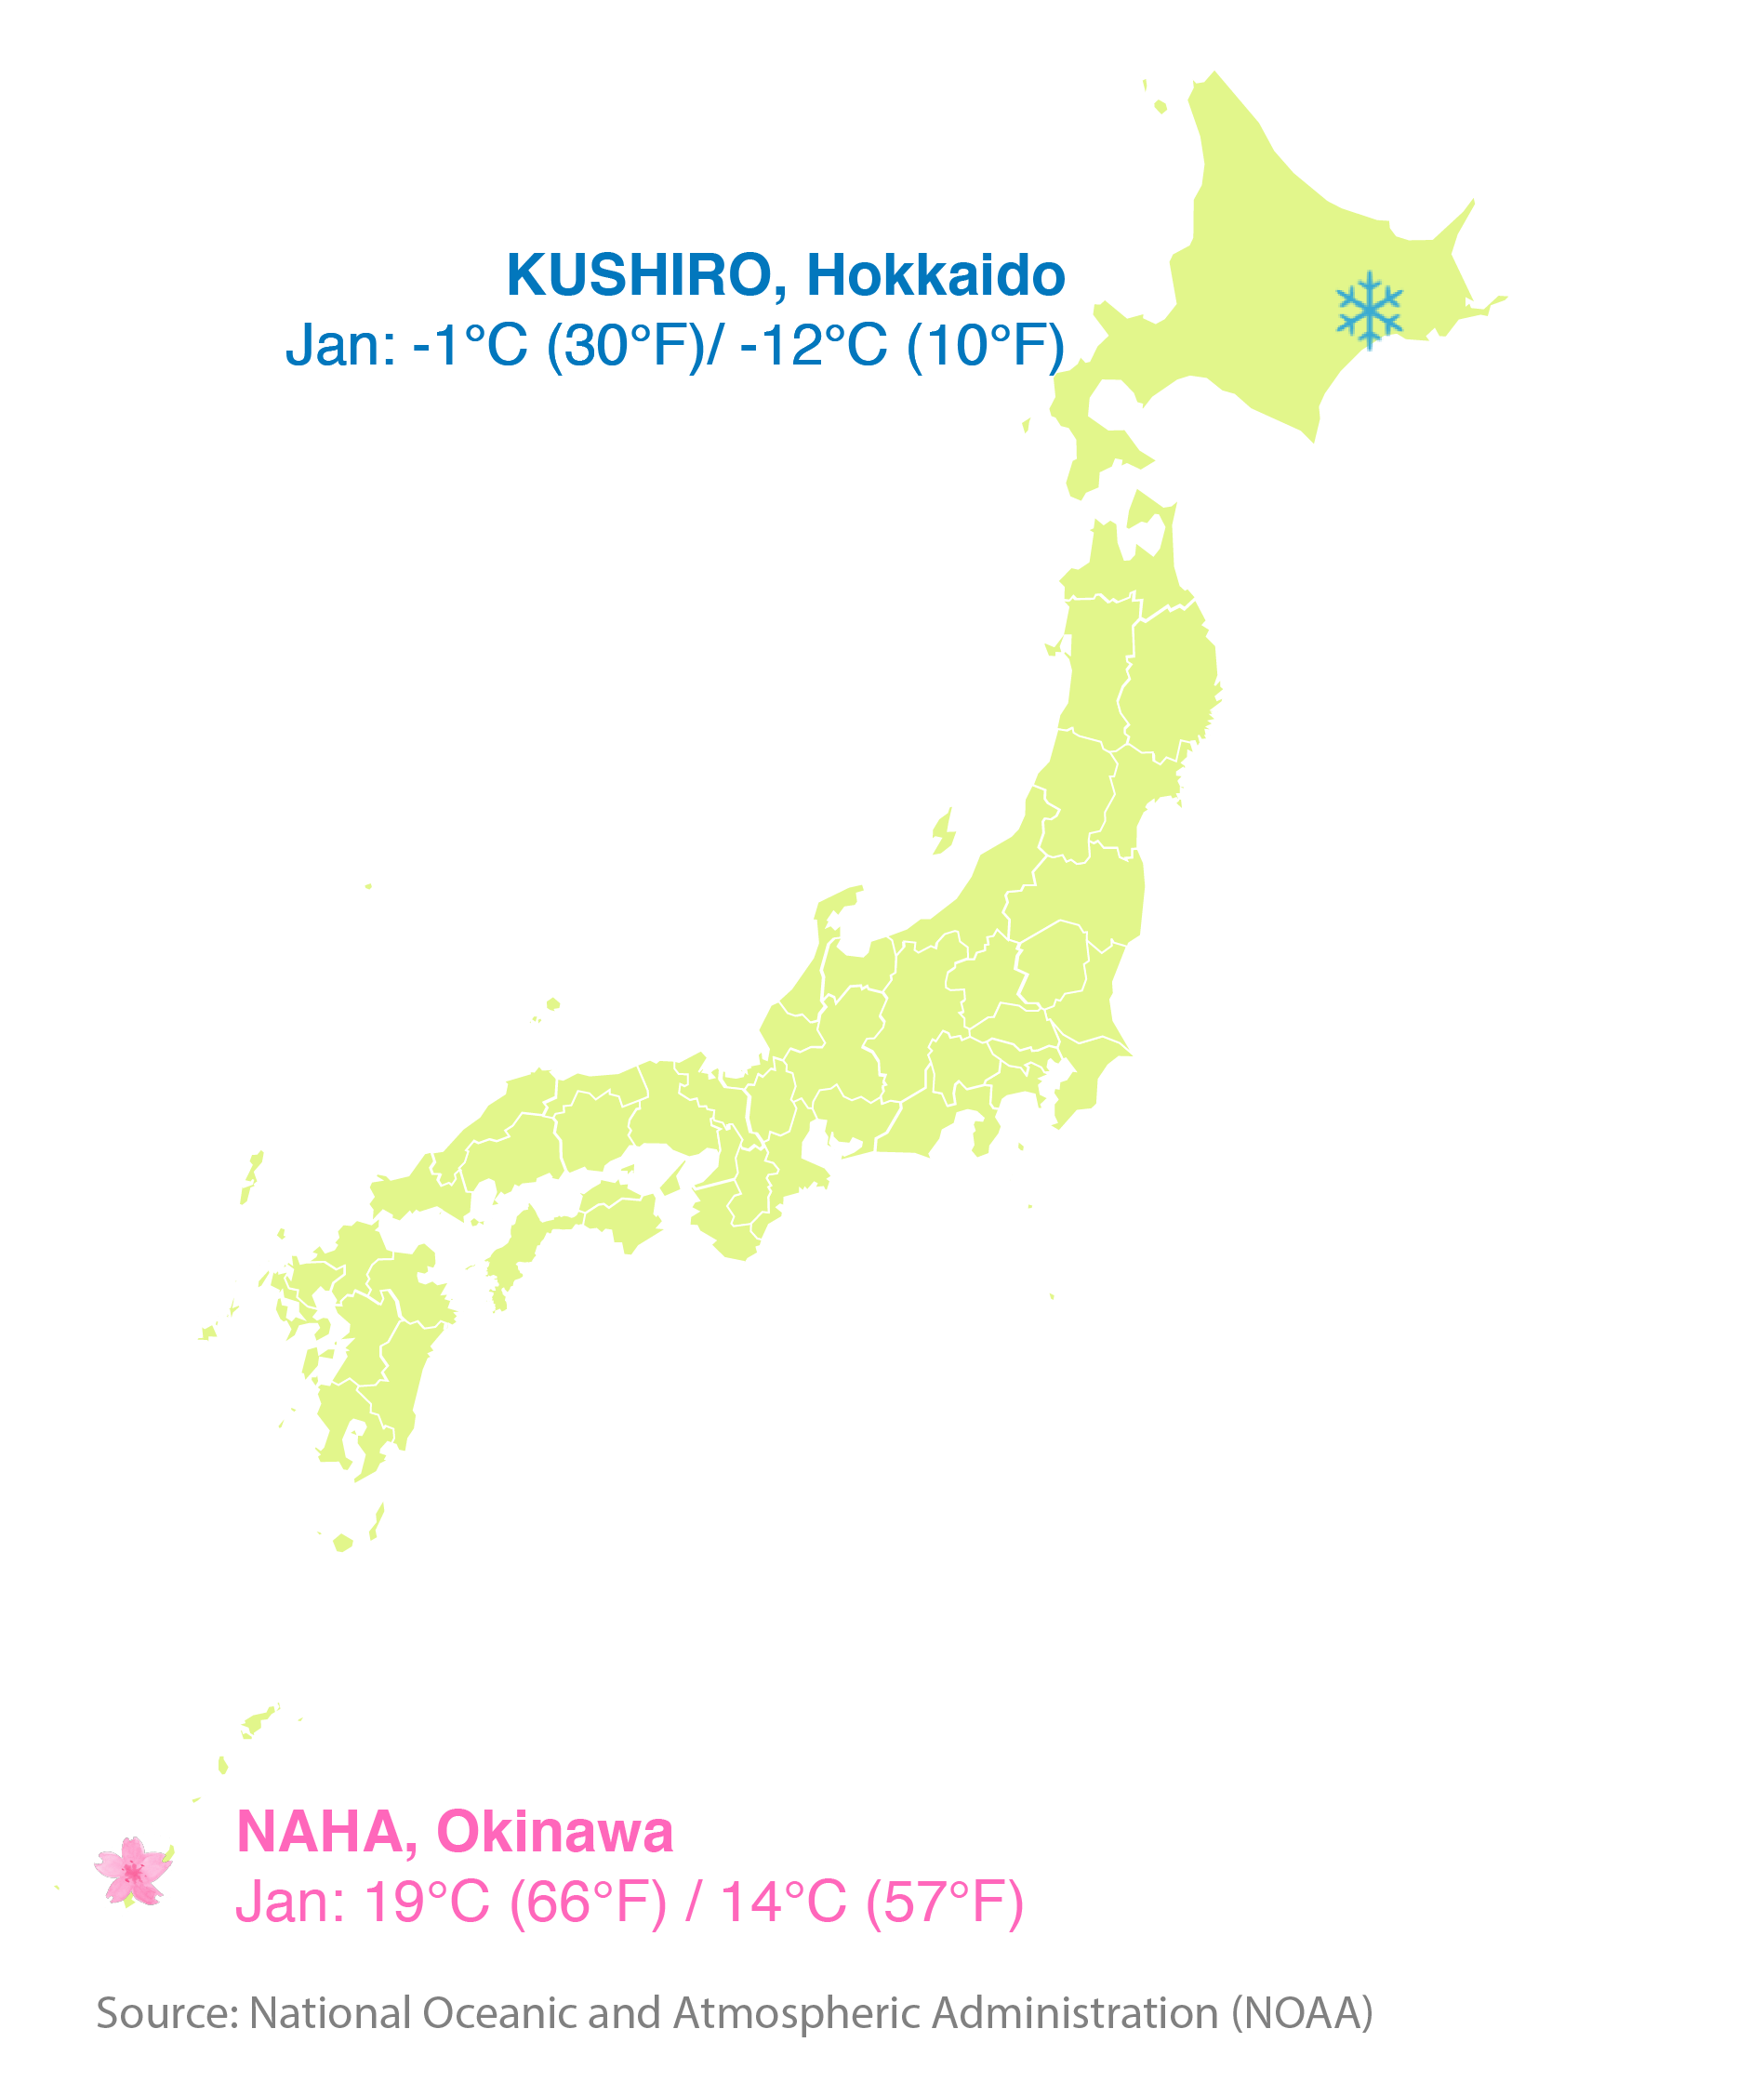 KUSHIRO, Hokkaido
Jan: -1°C (30°F)/ -12°C (10°F)
NAHA, Okinawa
Jan: 19°C (66°F) / 14°C (57°F)
Source: National Oceanic and Atmospheric Administration (NOAA)